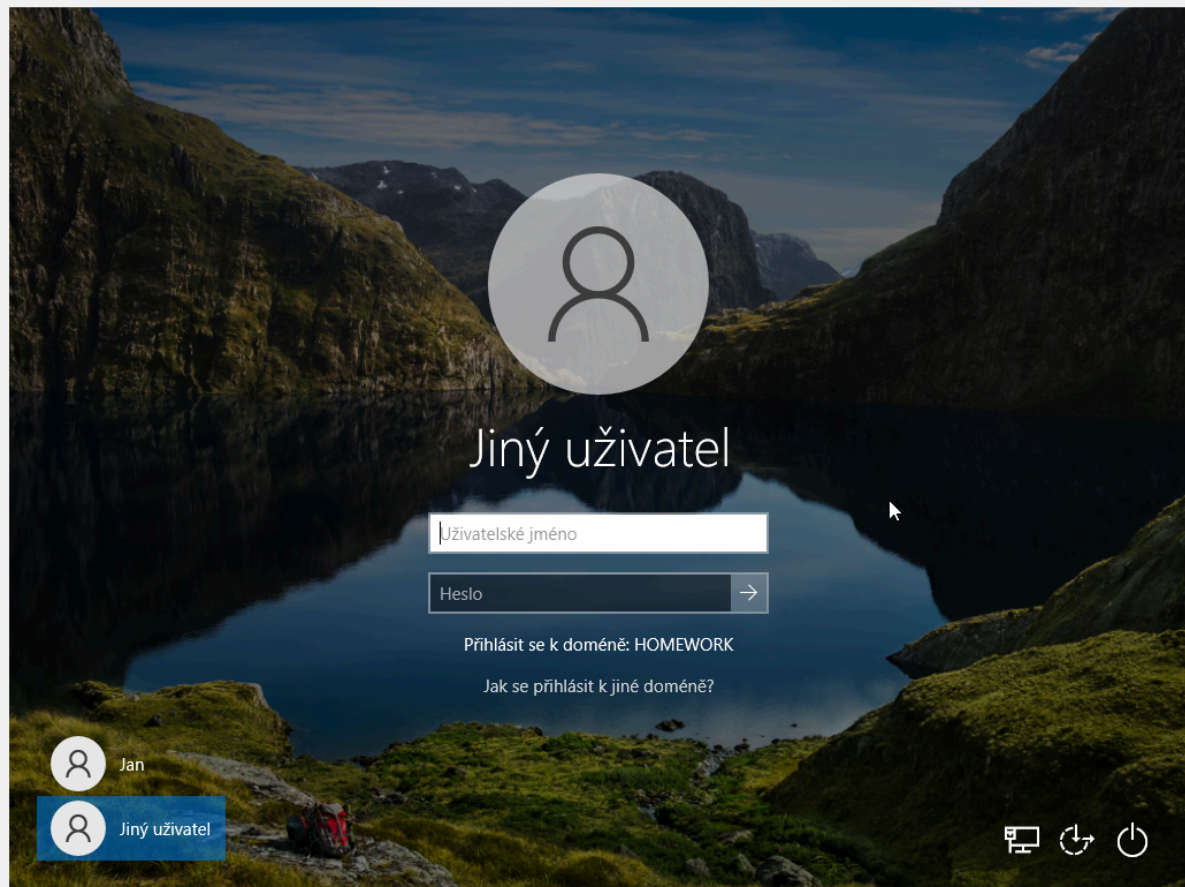 Jiný uživatel
Uživatelské jméno
Heslo
Přihlásit se k doméně: HOMEWORK
Jak se přihlásit k jiné doméně?
Jan
Jiný uživatel